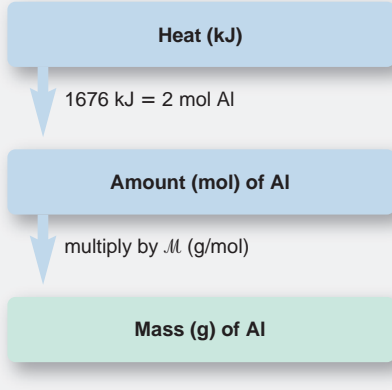 Heat (kJ)
1676 kJ = 2 mol Al
Amount (mol) of Al
multiply by ℳ (g/mol)
Mass (g) of Al